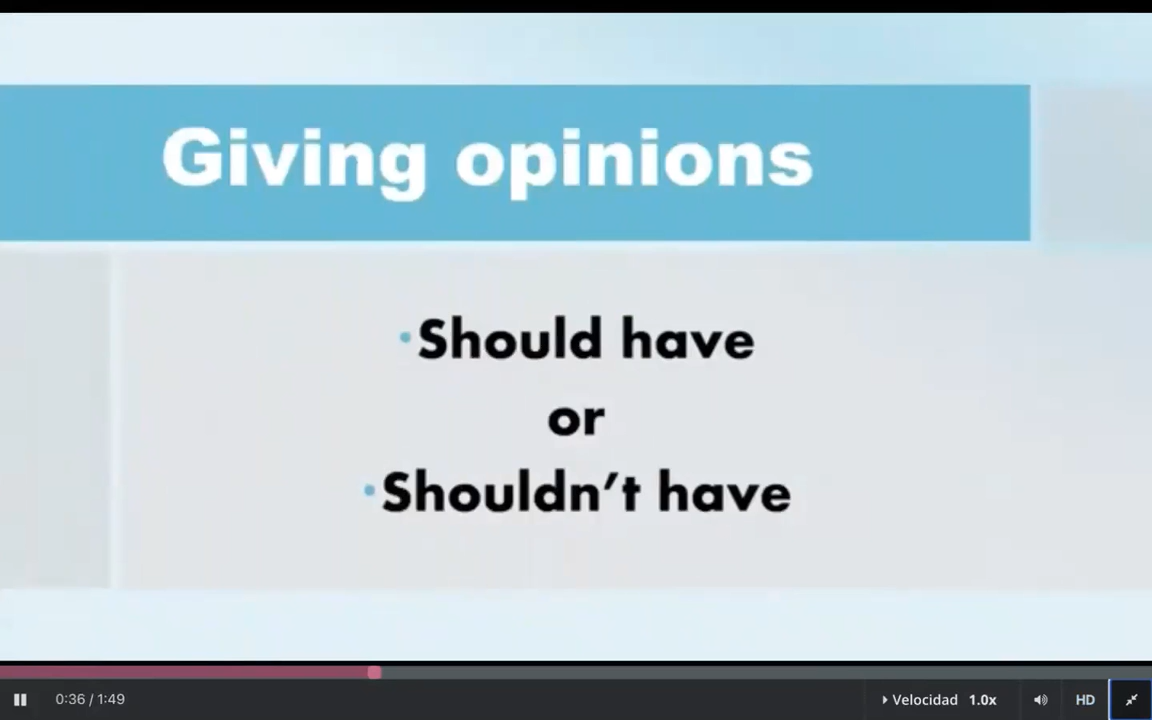 Giving opinions
•Should have
or
•Shouldn’t have
0:36 / 1:49 Velocidad 1.0x HD